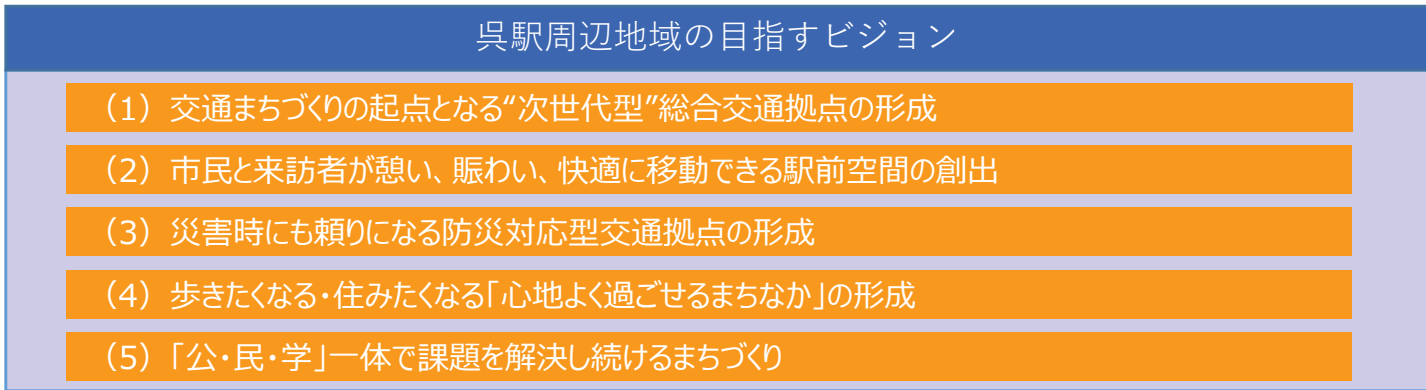 呉駅周辺地域の目指すビジョン
（1）交通まちづくりの起点となる“次世代型”総合交通拠点の形成
（2）市民と来訪者が憩い、賑わい、快適に移動できる駅前空間の創出
（3）災害時にも頼りになる防災対応型交通拠点の形成
（4）歩きたくなる・住みたくなる「心地よく過ごせるまちなか」の形成
（5）「公・民・学」一体で課題を解決し続けるまちづくり